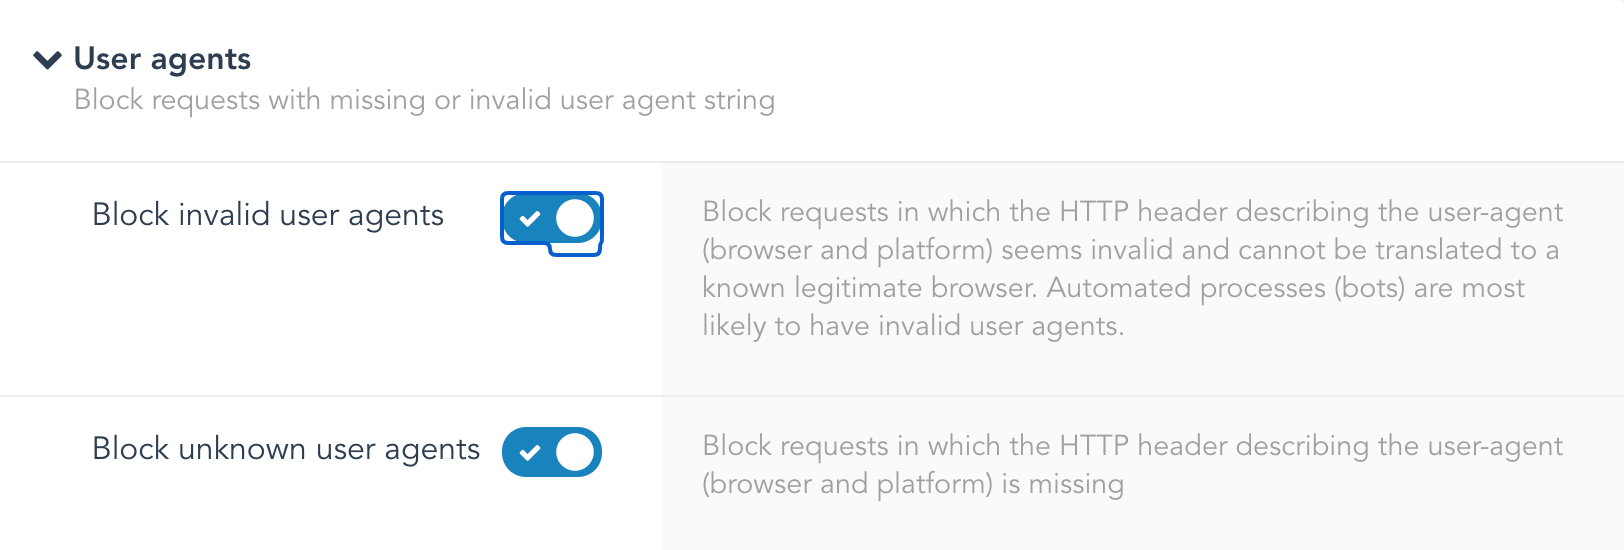 User agents
Block requests with missing or invalid user agent string
Block invalid user agents
Block requests in which the HTTP header describing the user-agent
(browser and platform) seems invalid and cannot be translated to a
known legitimate browser. Automated processes (bots) are most
likely to have invalid user agents.
Block unknown user agents
Block requests in which the HTTP header describing the user-agent
(browser and platform) is missing